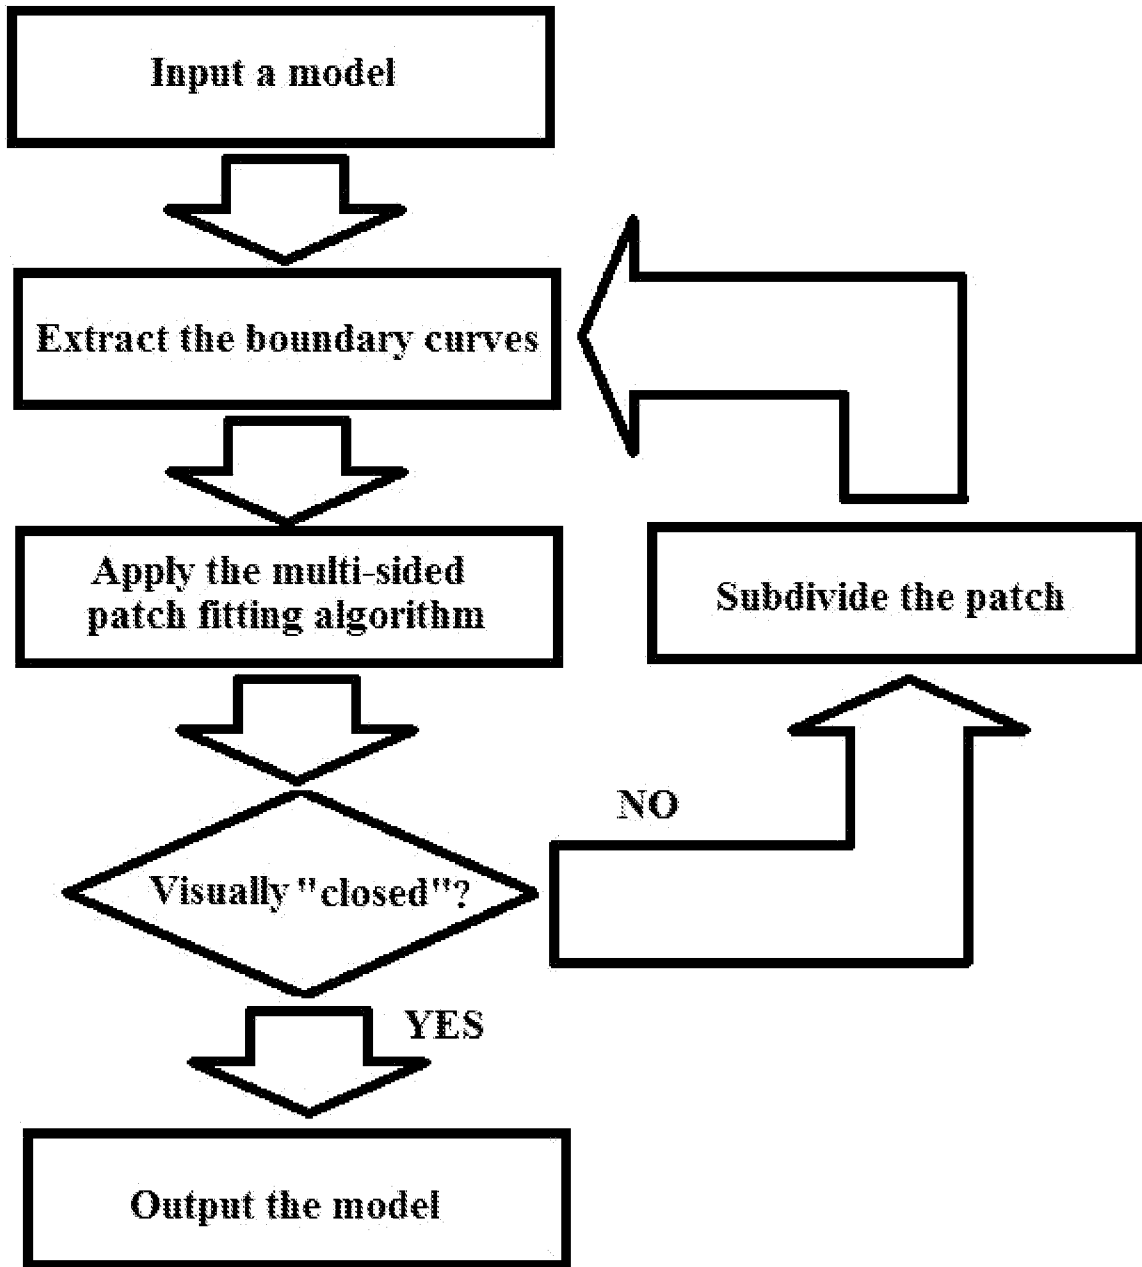 Input a model
Extract the boundary curves
Apply the multi-sided
patch fitting algorithm
Subdivide the patch
NO
Visually "closed"?
YES
Output the model